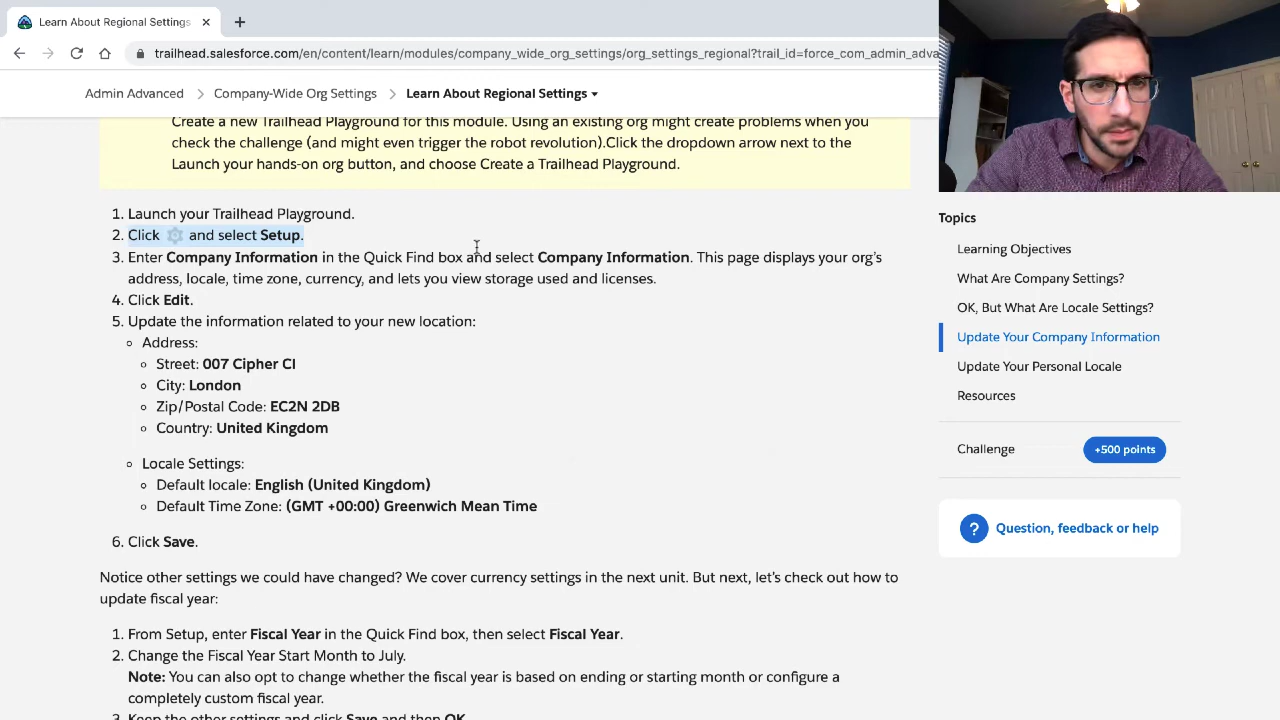 Learn About Regional Settings
trailhead.salesforce.com/en/content/learn/modules/company_wide_org_settings/org_settings_regional?trail_id=force_com_admin_adva
Admin Advanced > Company-Wide Org Settings > Learn About Regional Settings
Create a new Trailhead Playground for this module. Using an existing org might create problems when you
check the challenge (and might even trigger the robot revolution).Click the dropdown arrow next to the
Launch your hands-on org button, and choose Create a Trailhead Playground.
1. Launch your Trailhead Playground.
2. Click and select Setup.
3. Enter Company Information in the Quick Find box and select Company Information. This page displays your org's
address, locale, time zone, currency, and lets you view storage used and licenses.
4. Click Edit.
5. Update the information related to your new location:
Address:
Street: 007 Cipher Cl
City: London
Zip/Postal Code: EC2N 2DB
Country: United Kingdom
Locale Settings:
Default locale: English (United Kingdom)
Default Time Zone: (GMT +00:00) Greenwich Mean Time
6. Click Save.
Notice other settings we could have changed? We cover currency settings in the next unit. But next, let's check out how to
update fiscal year:
1. From Setup, enter Fiscal Year in the Quick Find box, then select Fiscal Year.
2. Change the Fiscal Year Start Month to July.
Note: You can also opt to change whether the fiscal year is based on ending or starting month or configure a
completely custom fiscal year.
3. Keep the other settings and click Save and then OK.
Topics
Learning Objectives
What Are Company Settings?
OK, But What Are Locale Settings?
Update Your Company Information
Update Your Personal Locale
Resources
Challenge
+500 points
? Question, feedback or help